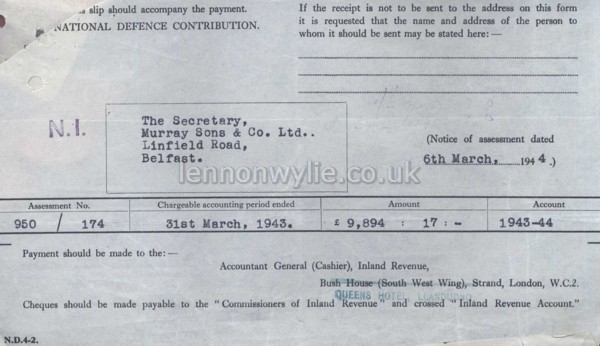 slip should accompany the payment.
NATIONAL DEFENCE CONTRIBUTION.
If the receipt is not to be sent to the address on this form
it is requested that the name and address of the person to
whom it should be sent may be stated here:—
N.I.
The Secretary,
Murray Sons & Co. Ltd..
Linfield Road,
Belfast.
(Notice of assessment dated
6th March, 1944.)
lennonwylie.co.uk
Assessment No. Chargeable accounting period ended Amount Account
950 / 174 31st March, 1943. £ 9,894 : 17 : - 1943-44
Payment should be made to the:—
Accountant General (Cashier), Inland Revenue,
Bush House (South West Wing), Strand, London, W.C.2.
QUEENS HOTEL
Cheques should be made payable to the "Commissioners of Inland Revenue" and crossed "Inland Revenue Account."
N.D.4-2.